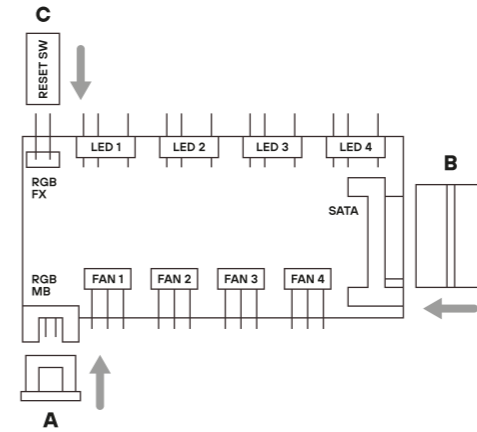 C
RESET SW
LED 1
LED 2
LED 3
LED 4
RGB
FX
B
SATA
RGB
MB
FAN 1
FAN 2
FAN 3
FAN 4
A